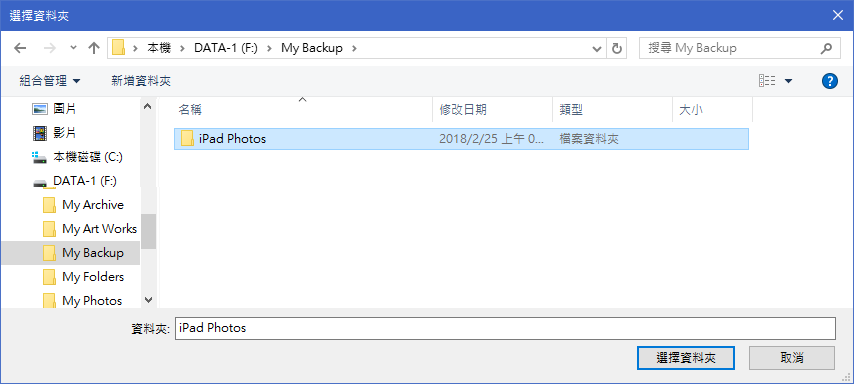 選擇資料夾
本機 DATA-1 (F:) My Backup
搜尋 My Backup
組合管理 新增資料夾
圖片
影片
本機磁碟 (C:)
DATA-1 (F:)
My Archive
My Art Works
My Backup
My Folders
My Photos
名稱 修改日期 類型 大小
iPad Photos 2018/2/25 上午 0... 檔案資料夾
資料夾: iPad Photos
選擇資料夾 取消